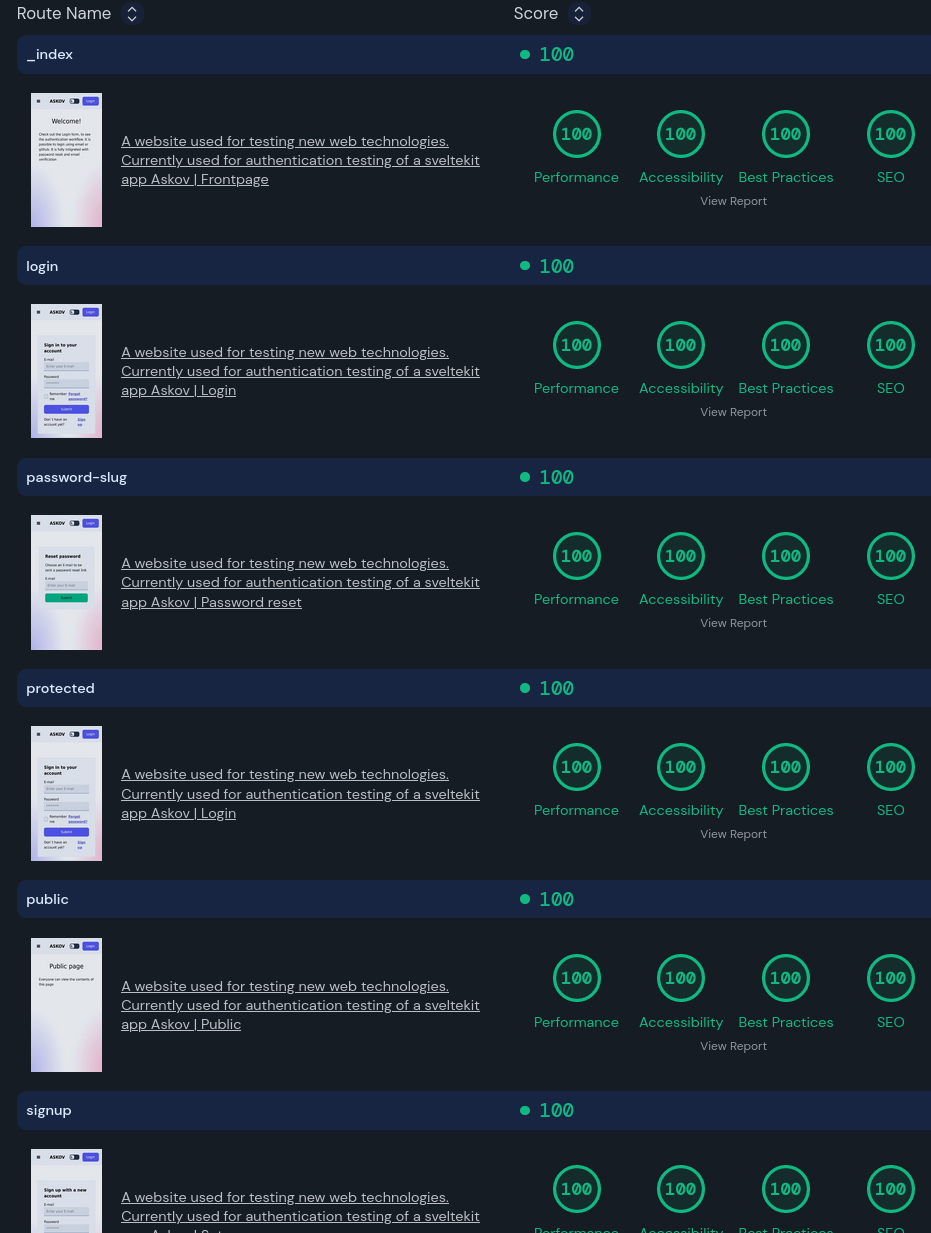 Route Name Score
_index 100
ASKOV Login
Welcome!
Check out the Login form, to see
the authentication workflow. It is
possible to login using email or
github. It is fully intigrated with
password reset and email
verification
A website used for testing new web technologies.
Currently used for authentication testing of a sveltekit
app Askov | Frontpage
100 100 100 100
Performance Accessibility Best Practices SEO
View Report
login 100
ASKOV Login
Sign in to your
account
E-mail
Enter your E-mail
Password
Remember me Forgot password?
Submit
Don't have an account yet? Sign up
A website used for testing new web technologies.
Currently used for authentication testing of a sveltekit
app Askov | Login
100 100 100 100
Performance Accessibility Best Practices SEO
View Report
password-slug 100
ASKOV Login
Reset password
Choose an E-mail to be
send a password reset link
E-mail
Enter your E-mail
Submit
A website used for testing new web technologies.
Currently used for authentication testing of a sveltekit
app Askov | Password reset
100 100 100 100
Performance Accessibility Best Practices SEO
View Report
protected 100
ASKOV Login
Sign in to your
account
E-mail
Enter your E-mail
Password
Remember me Forgot password?
Submit
Don't have an account yet? Sign up
A website used for testing new web technologies.
Currently used for authentication testing of a sveltekit
app Askov | Login
100 100 100 100
Performance Accessibility Best Practices SEO
View Report
public 100
ASKOV Login
Public page
Everyone can view the contents of
this page
A website used for testing new web technologies.
Currently used for authentication testing of a sveltekit
app Askov | Public
100 100 100 100
Performance Accessibility Best Practices SEO
View Report
signup 100
ASKOV Login
Sign up with a new
account
E-mail
Enter your E-mail
Password
A website used for testing new web technologies.
Currently used for authentication testing of a sveltekit
100 100 100 100
Performance Accessibility Best Practices SEO